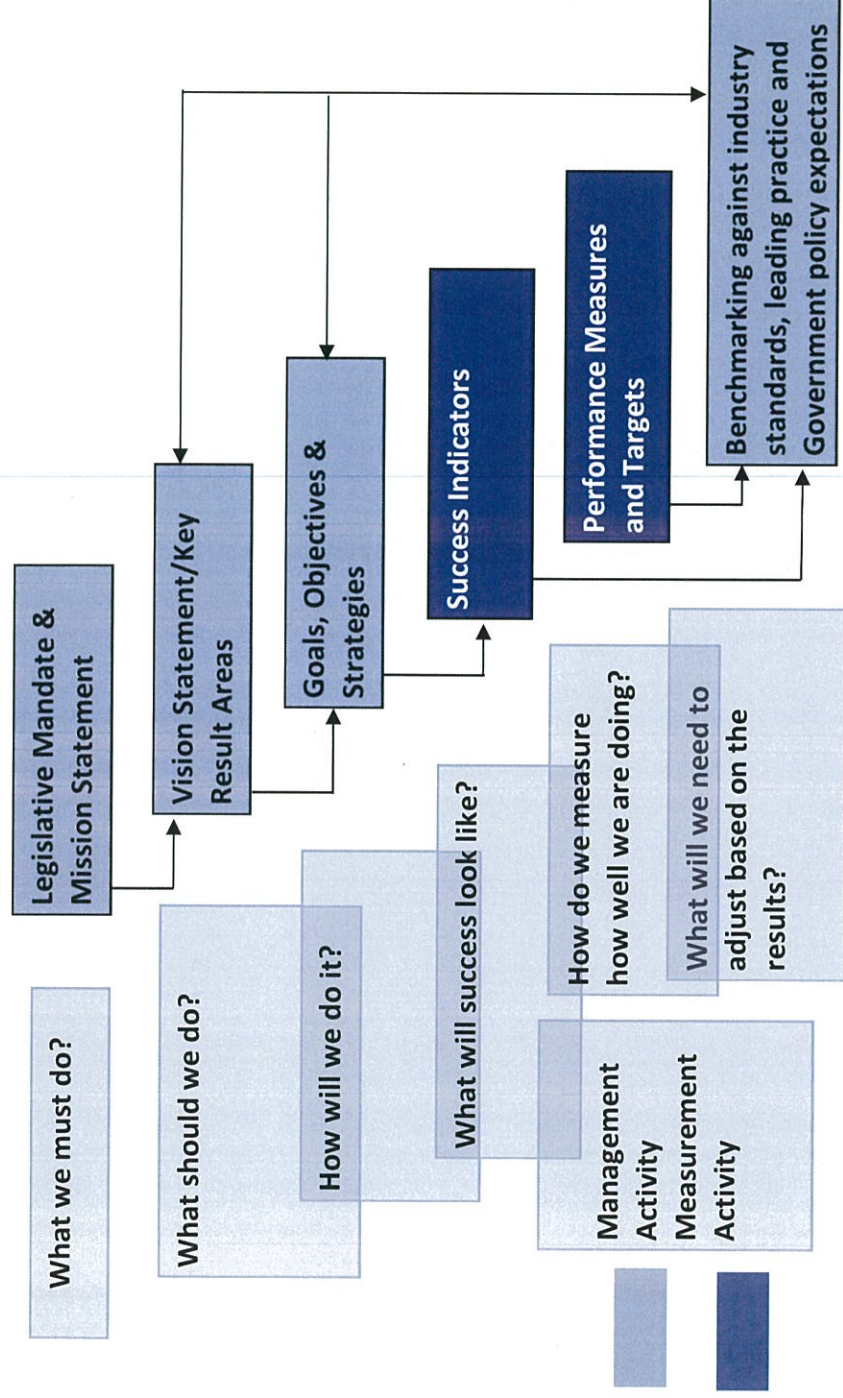 What we must do?
Legislative Mandate &
Mission Statement
What should we do?
Vision Statement/Key
Result Areas
How will we do it?
Goals, Objectives &
Strategies
What will success look like?
Success Indicators
How do we measure
how well we are doing?
Performance Measures
and Targets
What will we need to
adjust based on the
results?
Benchmarking against industry
standards, leading practice and
Government policy expectations
Management
Activity
Measurement
Activity